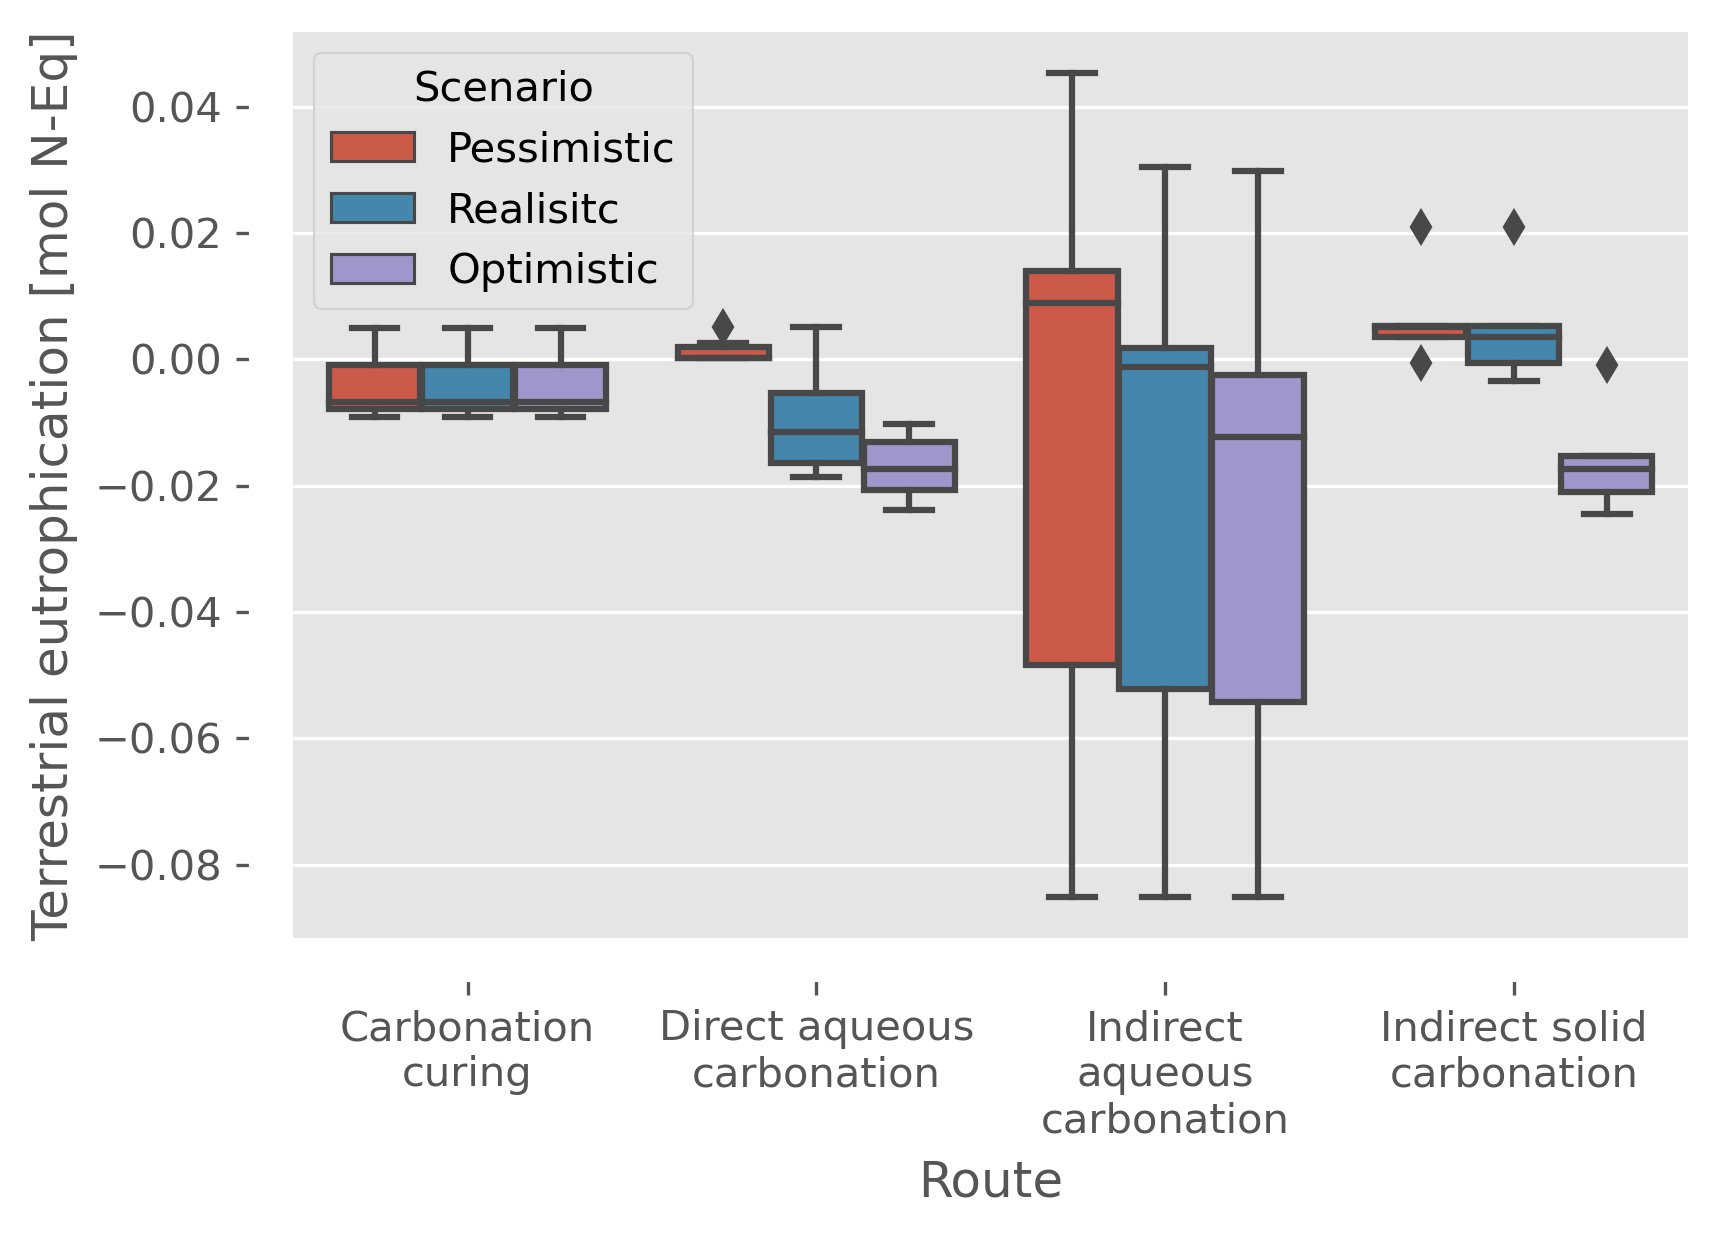 Terrestrial eutrophication [mol N-Eq]
0.04
0.02
0.00
−0.02
−0.04
−0.06
−0.08
Scenario
Pessimistic
Realisitc
Optimistic
Carbonation
curing
Direct aqueous
carbonation
Indirect
aqueous
carbonation
Indirect solid
carbonation
Route